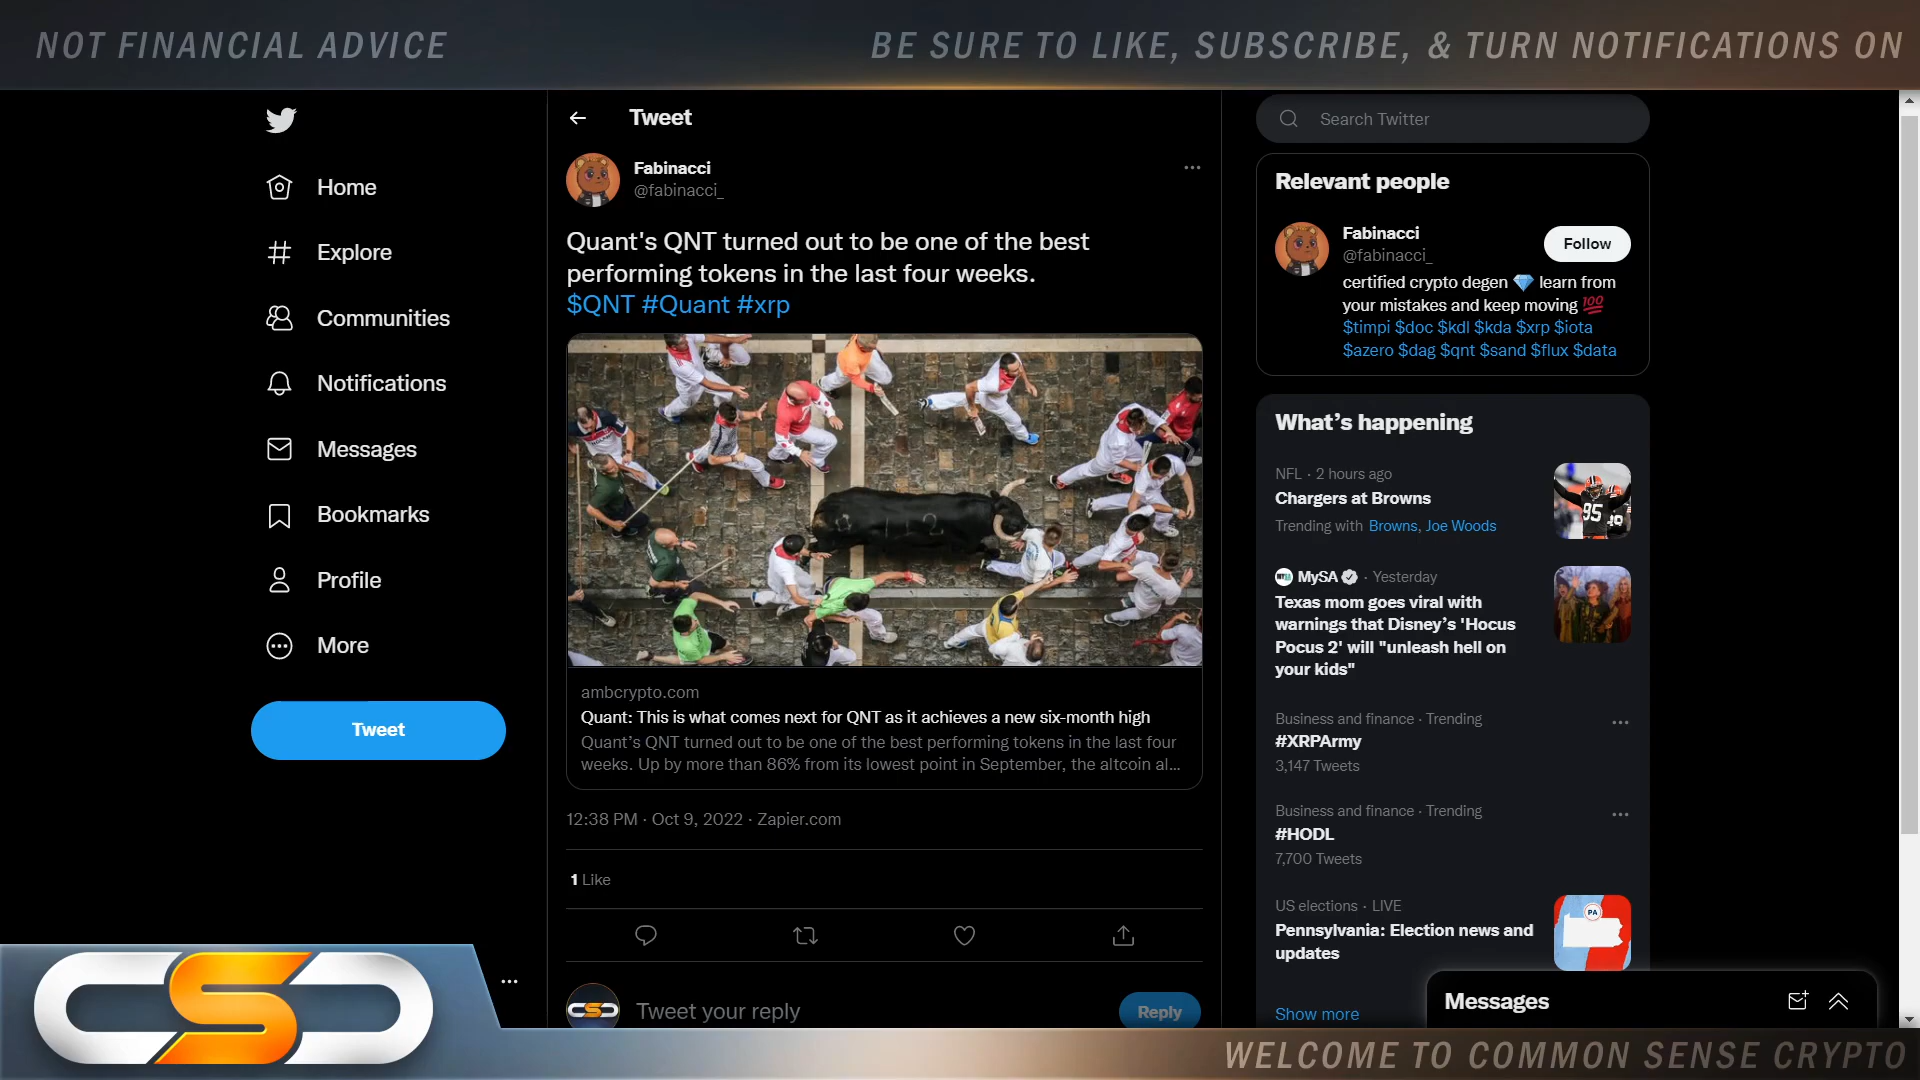 NOT FINANCIAL ADVICE
BE SURE TO LIKE, SUBSCRIBE, & TURN NOTIFICATIONS ON
Home
Explore
Communities
Notifications
Messages
Bookmarks
Profile
More
Tweet
Tweet
Fabinacci
@fabinacci_
Quant's QNT turned out to be one of the best
performing tokens in the last four weeks.
$QNT #Quant #xrp
ambcrypto.com
Quant: This is what comes next for QNT as it achieves a new six-month high
Quant's QNT turned out to be one of the best performing tokens in the last four
weeks. Up by more than 86% from its lowest point in September, the altcoin al...
12:38 PM · Oct 9, 2022 · Zapier.com
1 Like
Tweet your reply
Reply
Search Twitter
Relevant people
Fabinacci
@fabinacci_
Follow
certified crypto degen 💎 learn from
your mistakes and keep moving 💯
$timpi $doc $kdl $kda $xrp $iota
$azero $dag $qnt $sand $flux $data
What's happening
NFL · 2 hours ago
Chargers at Browns
Trending with Browns, Joe Woods
95
MySA · Yesterday
Texas mom goes viral with
warnings that Disney's 'Hocus
Pocus 2' will "unleash hell on
your kids"
Business and finance · Trending
#XRPArmy
3,147 Tweets
Business and finance · Trending
#HODL
7,700 Tweets
US elections · LIVE
Pennsylvania: Election news and
updates
PA
Show more
Messages
CSC
WELCOME TO COMMON SENSE CRYPTO